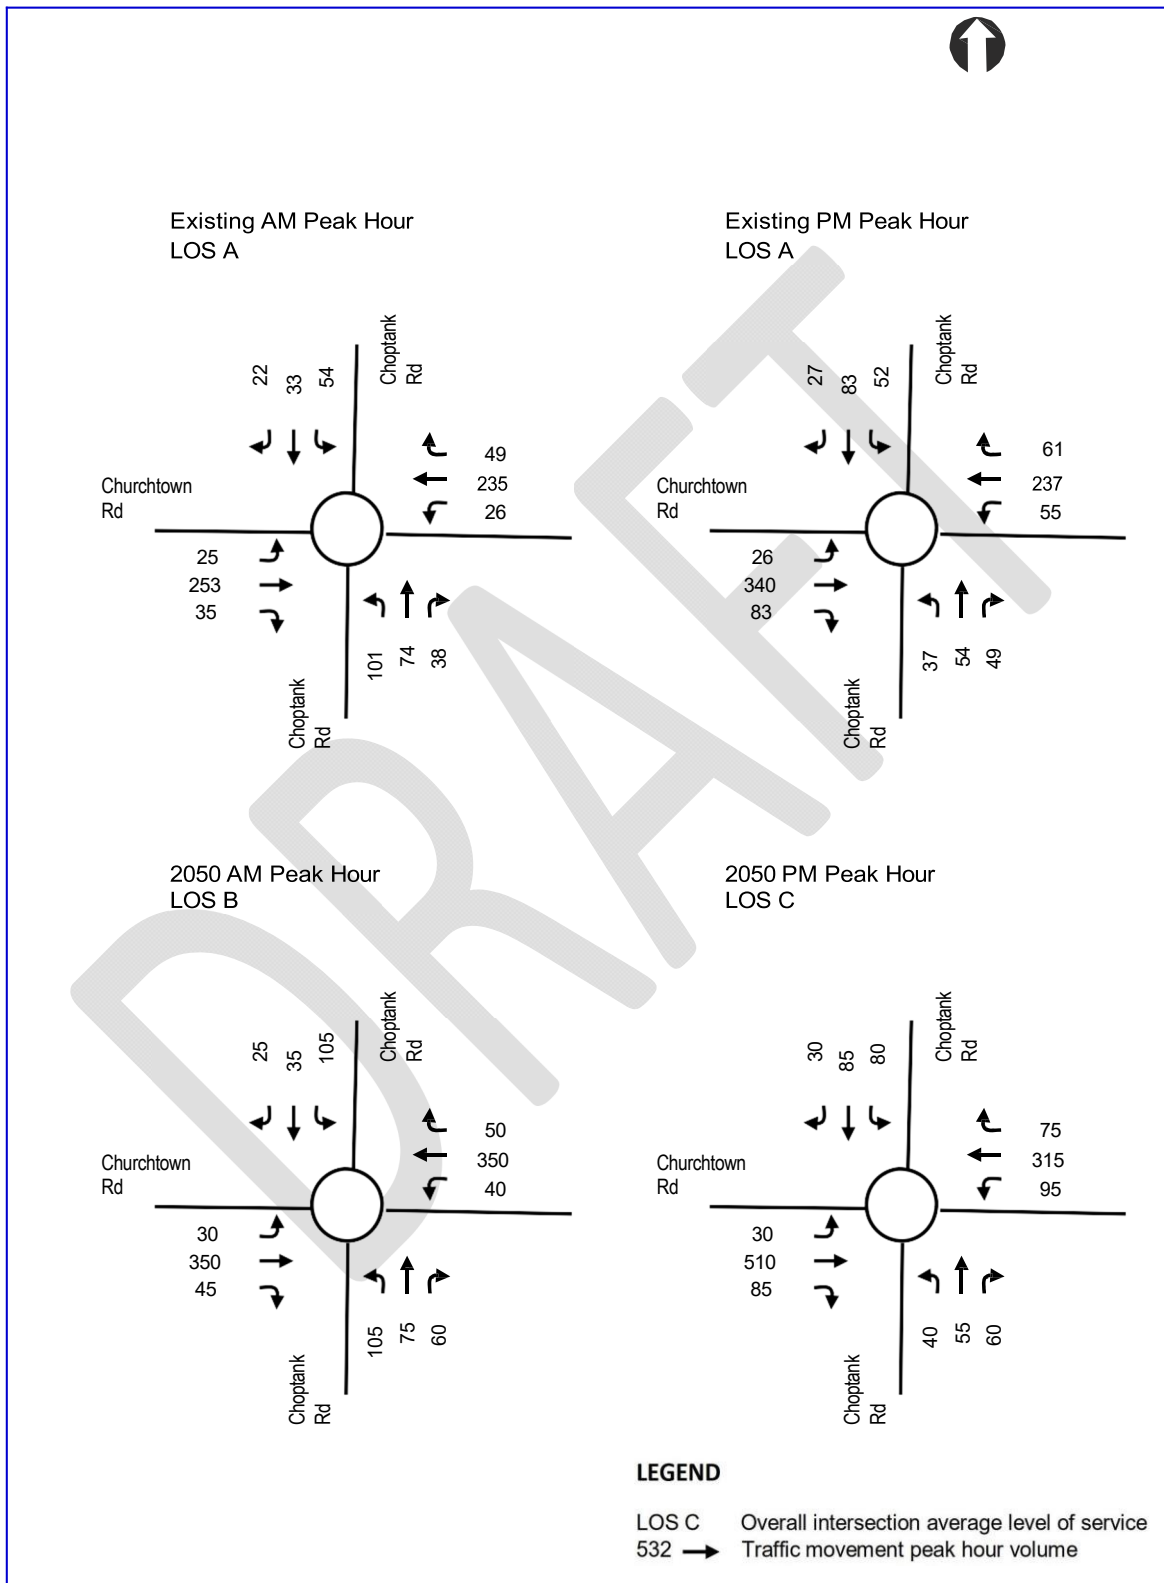 Existing AM Peak Hour
LOS A
22 33 54
Choptank
Rd
49
235
26
Churchtown
Rd
25
253
35
101 74 38
Choptank
Rd
Existing PM Peak Hour
LOS A
27 83 52
Choptank
Rd
61
237
55
Churchtown
Rd
26
340
83
37 54 49
Choptank
Rd
2050 AM Peak Hour
LOS B
25 35 105
Choptank
Rd
50
350
40
Churchtown
Rd
30
350
45
105 75 60
Choptank
Rd
2050 PM Peak Hour
LOS C
30 85 80
Choptank
Rd
75
315
95
Churchtown
Rd
30
510
85
40 55 60
Choptank
Rd
DRAFT
LEGEND
LOS C Overall intersection average level of service
532 Traffic movement peak hour volume